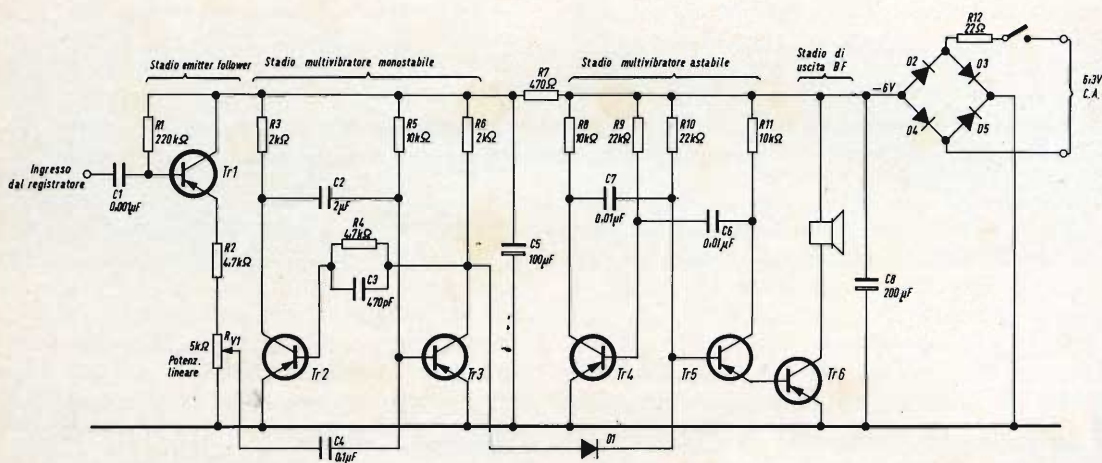 Stadio emitter follower
Stadio multivibratore monostabile
R7
470Ω
Stadio multivibratore astabile
Stadio di
uscita BF
R12
22Ω
6,3V
C.A.
-6V
D2
D3
D4
D5
R1
220kΩ
R3
2kΩ
R5
10kΩ
R6
2kΩ
R8
10kΩ
R9
22kΩ
R10
22kΩ
R11
10kΩ
Ingresso
dal registratore
C1
0,001µF
Tr1
C2
2µF
C7
0,01µF
C6
0,01µF
R4
4,7kΩ
C3
470pF
R2
4,7kΩ
C5
100µF
C8
200µF
5kΩ
RV1
Potenz.
lineare
Tr2
Tr3
Tr4
Tr5
Tr6
C4
0,1µF
D1